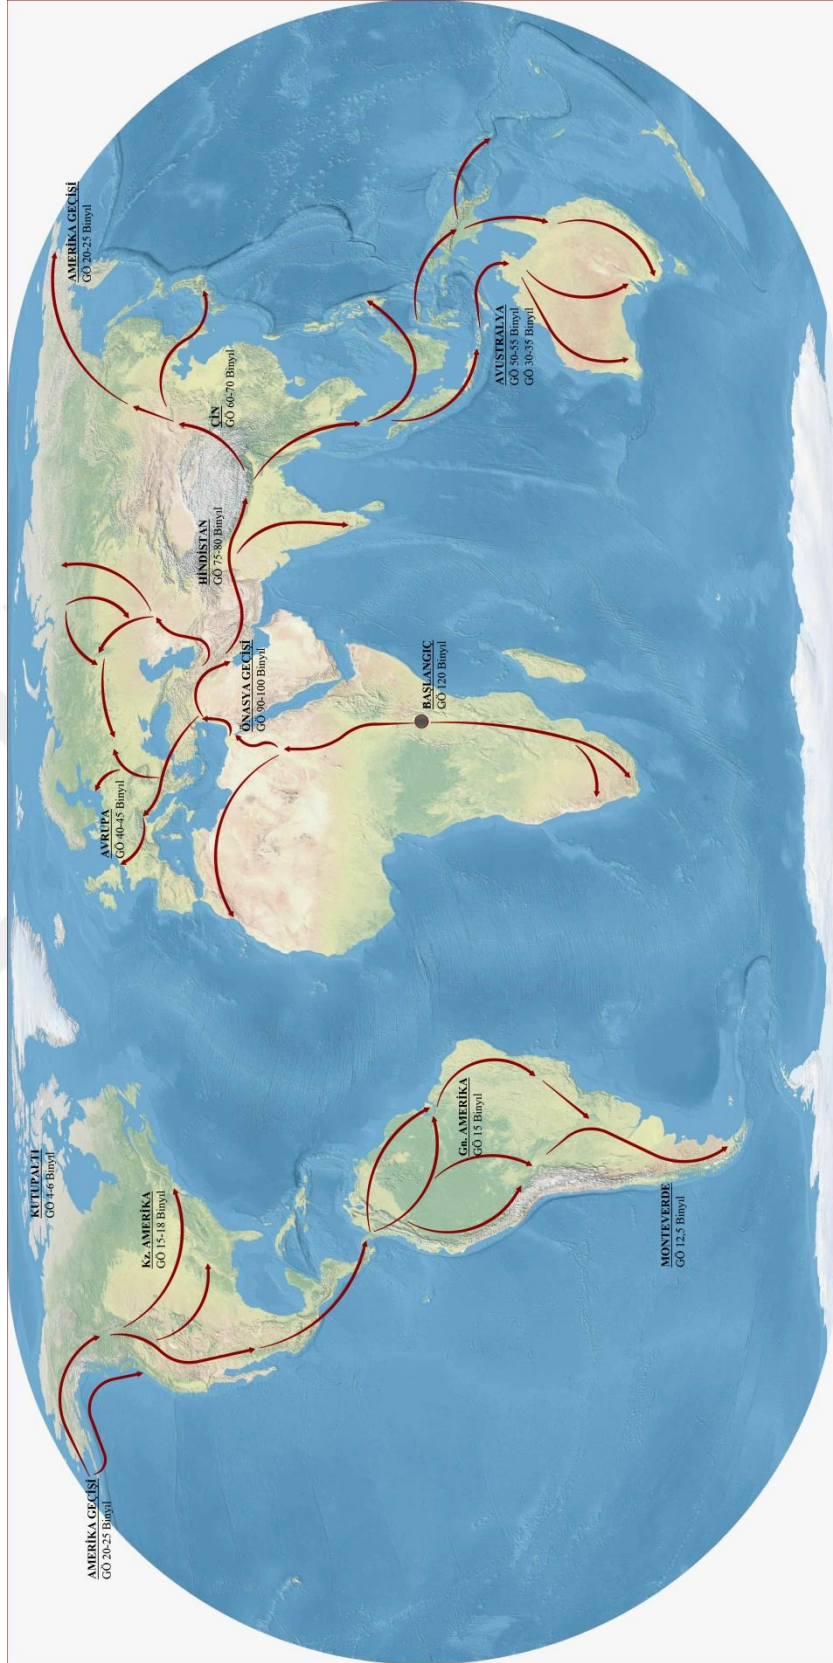 AMERİKA GEÇİŞİ
GÖ 20-25 Binyıl
KUTUPALTI
GÖ 4-6 Binyıl
Kz. AMERİKA
GÖ 15-18 Binyıl
Gn. AMERİKA
GÖ 15 Binyıl
MONTEVERDE
GÖ 12,5 Binyıl
AVRUPA
GÖ 40-45 Binyıl
ÖNASYA GEÇİŞİ
GÖ 90-100 Binyıl
BAŞLANGIÇ
GÖ 120 Binyıl
HİNDİSTAN
GÖ 75-80 Binyıl
ÇİN
GÖ 60-70 Binyıl
AVUSTRALYA
GÖ 50-55 Binyıl
GÖ 30-35 Binyıl
AMERİKA GEÇİŞİ
GÖ 20-25 Binyıl